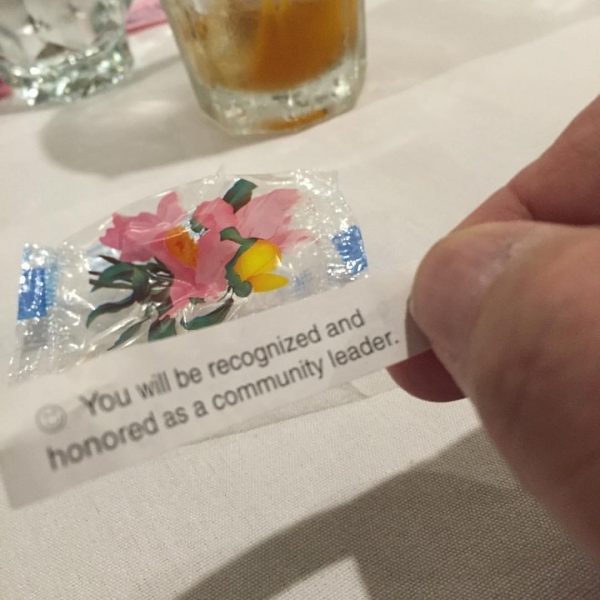 You will be recognized and
honored as a community leader.